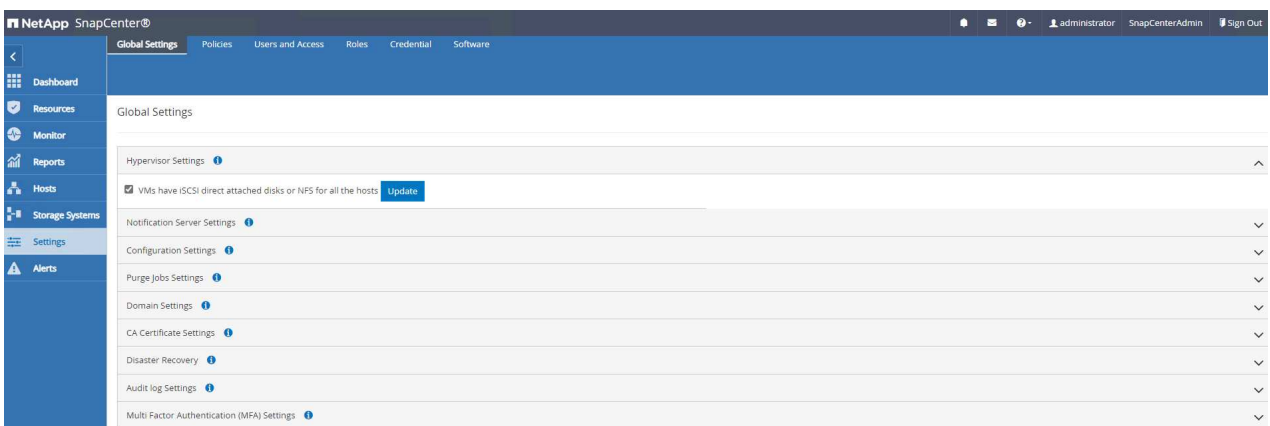 NetApp SnapCenter®
administrator SnapCenterAdmin Sign Out
Global Settings Policies Users and Access Roles Credential Software
Dashboard
Resources
Monitor
Reports
Hosts
Storage Systems
Settings
Alerts
Global Settings
Hypervisor Settings
VMs have iSCSI direct attached disks or NFS for all the hosts Update
Notification Server Settings
Configuration Settings
Purge Jobs Settings
Domain Settings
CA Certificate Settings
Disaster Recovery
Audit log Settings
Multi Factor Authentication (MFA) Settings